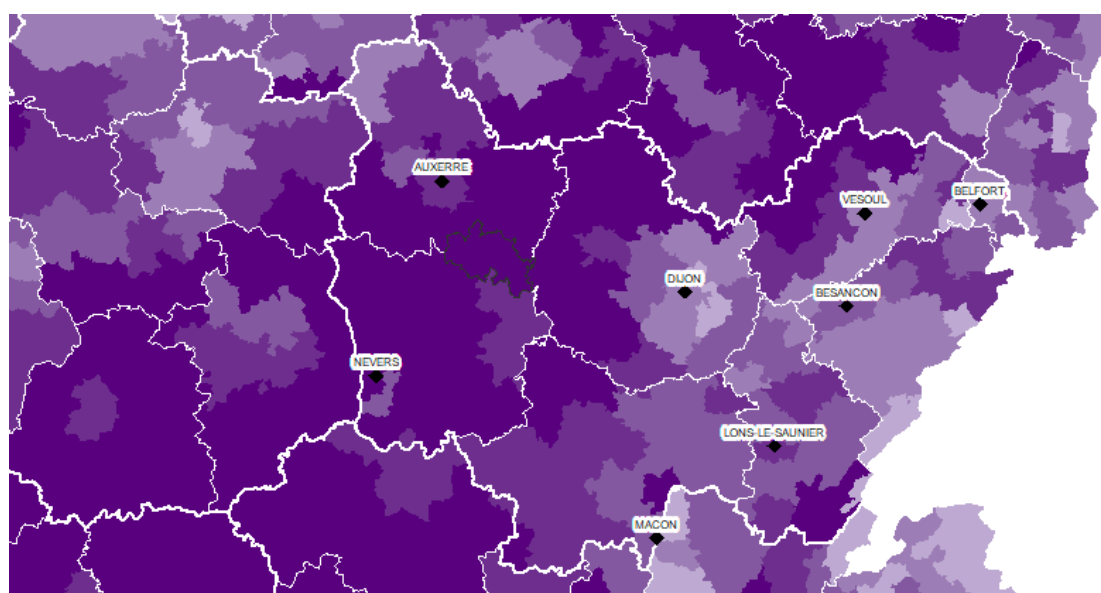 AUXERRE
VESOUL
BELFORT
DIJON
BESANCON
NEVERS
LONS-LE-SAUNIER
MACON